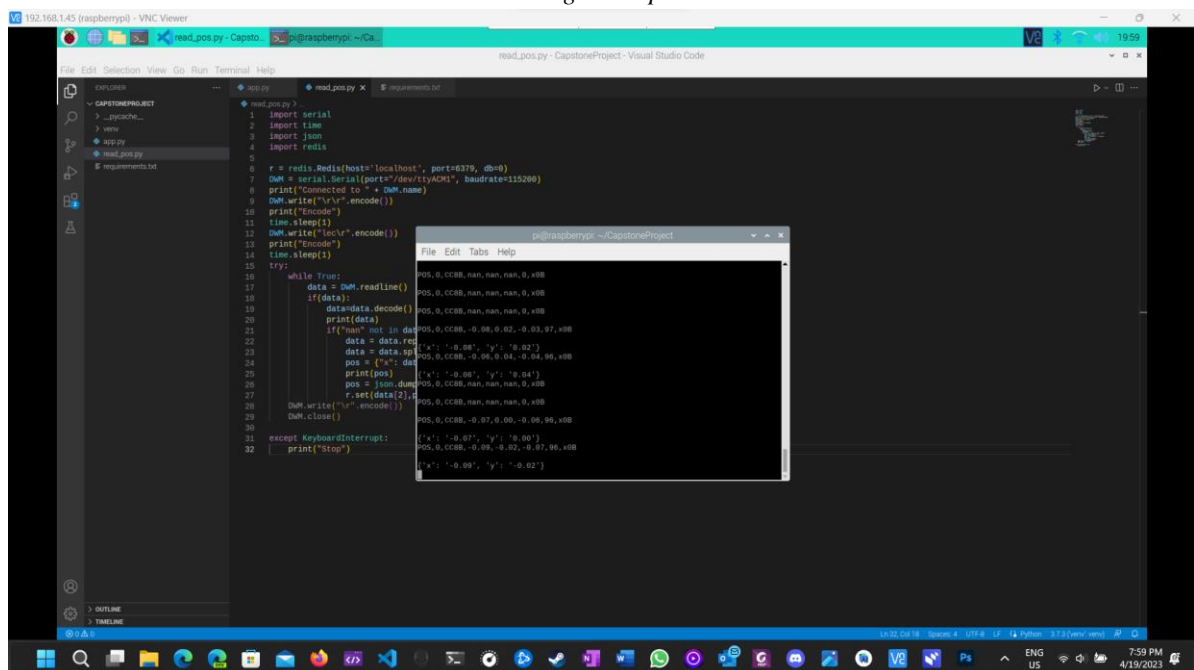 192.168.1.45 (raspberrypi) - VNC Viewer
read_pos.py - Capsto... pi@raspberrypi: ~/Ca... 19:59
read_pos.py - CapstoneProject - Visual Studio Code
File Edit Selection View Go Run Terminal Help
EXPLORER
CAPSTONEPROJECT
> __pycache__
> venv
app.py
read_pos.py
requirements.txt
> OUTLINE
> TIMELINE
app.py read_pos.py requirements.txt
read_pos.py > ...
1 import serial
2 import time
3 import json
4 import redis
5
6 r = redis.Redis(host='localhost', port=6379, db=0)
7 DWM = serial.Serial(port="/dev/ttyACM1", baudrate=115200)
8 print("Connected to " + DWM.name)
9 DWM.write("\r\r".encode())
10 print("Encode")
11 time.sleep(1)
12 DWM.write("lec\r".encode())
13 print("Encode")
14 time.sleep(1)
15 try:
16 while True:
17 data = DWM.readline()
18 if(data):
19 data=data.decode()
20 print(data)
21 if("nan" not in dat
22 data = data.rep
23 data = data.spl
24 pos = {"x": dat
25 print(pos)
26 pos = json.dump
27 r.set(data[2],p
28 DWM.write("\r".encode())
29 DWM.close()
30
31 except KeyboardInterrupt:
32 print("Stop")
pi@raspberrypi: ~/CapstoneProject
File Edit Tabs Help
POS,0,CC8B,nan,nan,nan,0,x0B
POS,0,CC8B,nan,nan,nan,0,x0B
POS,0,CC8B,nan,nan,nan,0,x0B
POS,0,CC8B,-0.08,0.02,-0.03,97,x0B
{'x': '-0.08', 'y': '0.02'}
POS,0,CC8B,-0.06,0.04,-0.04,96,x0B
{'x': '-0.06', 'y': '0.04'}
POS,0,CC8B,nan,nan,nan,0,x0B
POS,0,CC8B,nan,nan,nan,0,x0B
POS,0,CC8B,-0.07,0.00,-0.06,96,x0B
{'x': '-0.07', 'y': '0.00'}
POS,0,CC8B,-0.09,-0.02,-0.07,96,x0B
{'x': '-0.09', 'y': '-0.02'}
0 0 Ln 32, Col 18 Spaces: 4 UTF-8 LF Python 3.7.3 ('venv': venv)
ENG US 7:59 PM 4/19/2023